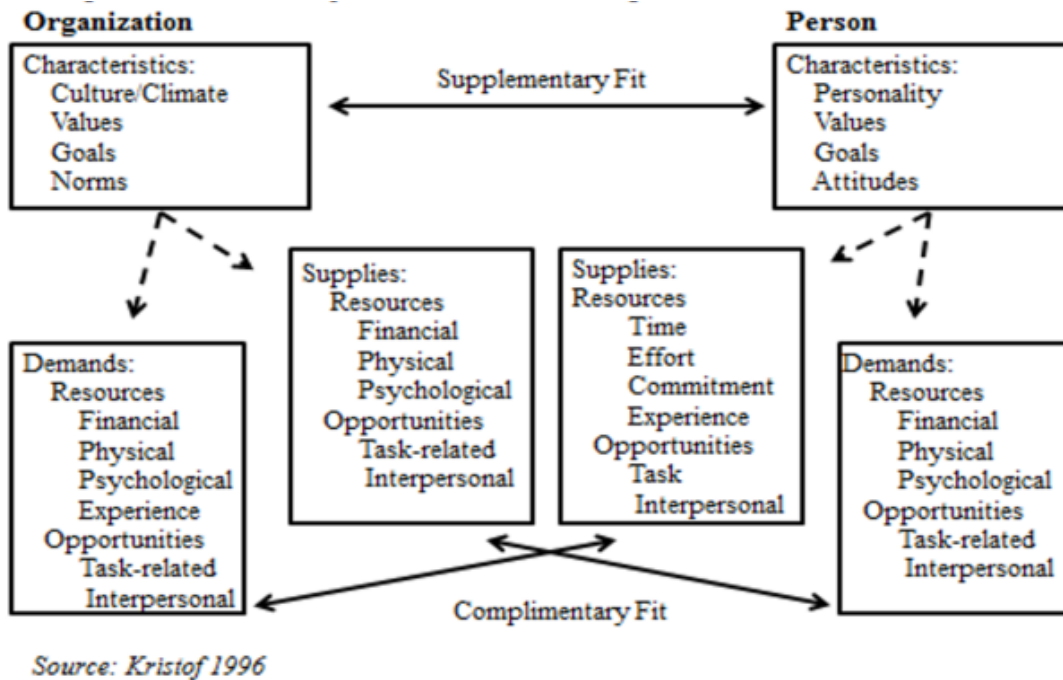 Organization
Person
Characteristics:
Culture/Climate
Values
Goals
Norms
Supplementary Fit
Characteristics:
Personality
Values
Goals
Attitudes
Demands:
Resources
Financial
Physical
Psychological
Experience
Opportunities
Task-related
Interpersonal
Supplies:
Resources
Financial
Physical
Psychological
Opportunities
Task-related
Interpersonal
Supplies:
Resources
Time
Effort
Commitment
Experience
Opportunities
Task
Interpersonal
Demands:
Resources
Financial
Physical
Psychological
Opportunities
Task-related
Interpersonal
Complimentary Fit
Source: Kristof 1996